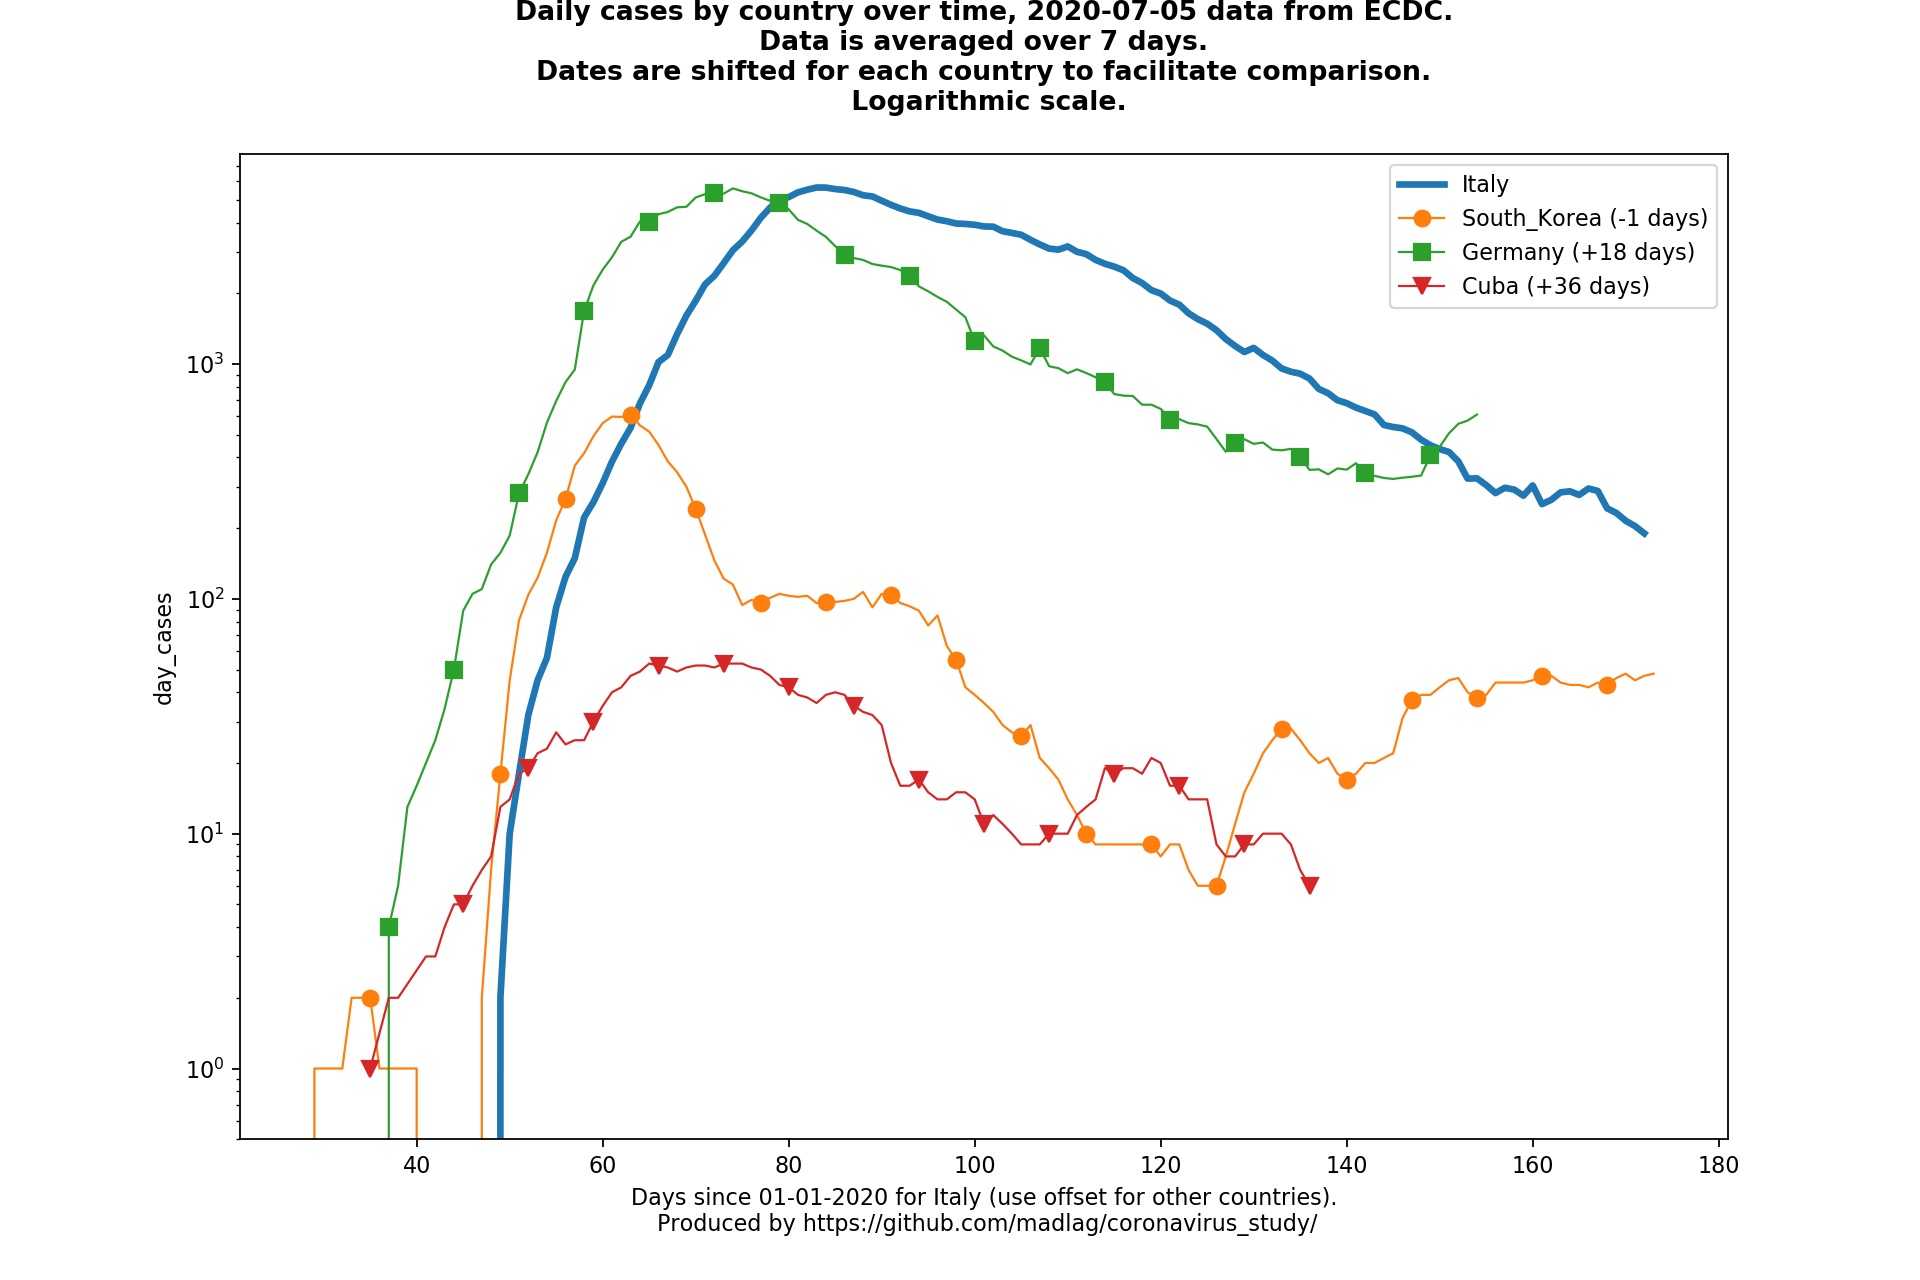 Daily cases by country over time, 2020-07-05 data from ECDC.
Data is averaged over 7 days.
Dates are shifted for each country to facilitate comparison.
Logarithmic scale.
Italy
South_Korea (-1 days)
Germany (+18 days)
Cuba (+36 days)
day_cases
10³
10²
10¹
10⁰
40 60 80 100 120 140 160 180
Days since 01-01-2020 for Italy (use offset for other countries).
Produced by https://github.com/madlag/coronavirus_study/